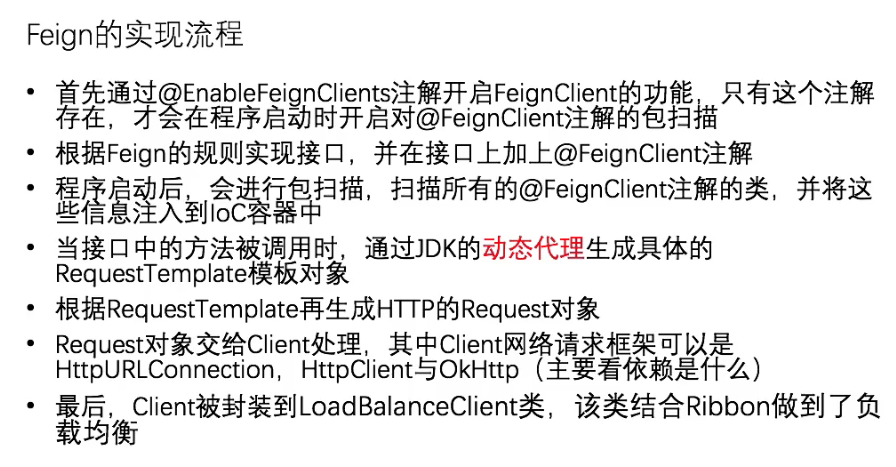 Feign的实现流程
• 首先通过@EnableFeignClients注解开启FeignClient的功能，只有这个注解
存在，才会在程序启动时开启对@FeignClient注解的包扫描
• 根据Feign的规则实现接口，并在接口上加上@FeignClient注解
• 程序启动后，会进行包扫描，扫描所有的@FeignClient注解的类，并将这
些信息注入到IoC容器中
• 当接口中的方法被调用时，通过JDK的动态代理生成具体的
RequestTemplate模板对象
• 根据RequestTemplate再生成HTTP的Request对象
• Request对象交给Client处理，其中Client网络请求框架可以是
HttpURLConnection，HttpClient与OkHttp（主要看依赖是什么）
• 最后，Client被封装到LoadBalanceClient类，该类结合Ribbon做到了负
载均衡